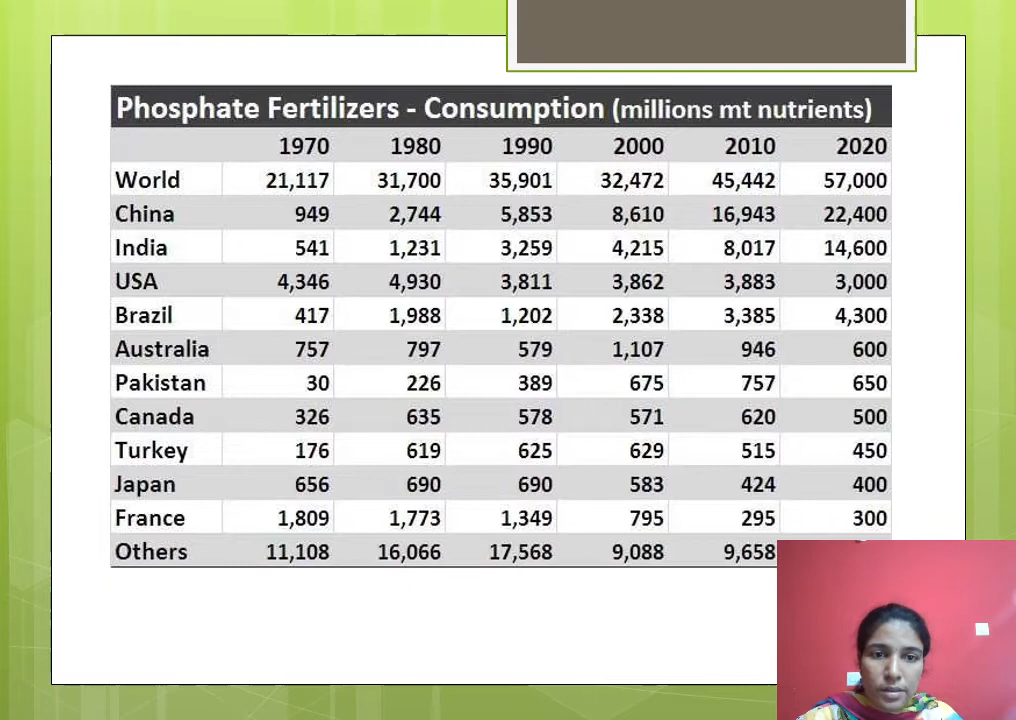 Phosphate Fertilizers - Consumption (millions mt nutrients)
1970 1980 1990 2000 2010 2020
World 21,117 31,700 35,901 32,472 45,442 57,000
China 949 2,744 5,853 8,610 16,943 22,400
India 541 1,231 3,259 4,215 8,017 14,600
USA 4,346 4,930 3,811 3,862 3,883 3,000
Brazil 417 1,988 1,202 2,338 3,385 4,300
Australia 757 797 579 1,107 946 600
Pakistan 30 226 389 675 757 650
Canada 326 635 578 571 620 500
Turkey 176 619 625 629 515 450
Japan 656 690 690 583 424 400
France 1,809 1,773 1,349 795 295 300
Others 11,108 16,066 17,568 9,088 9,658